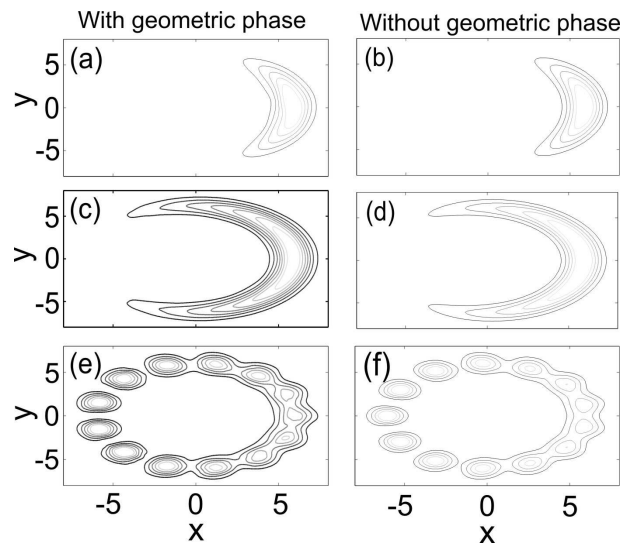 With geometric phase
Without geometric phase
(a)
(b)
5
0
-5
y
(c)
(d)
5
0
-5
y
(e)
(f)
5
0
-5
y
-5
0
5
-5
0
5
x
x